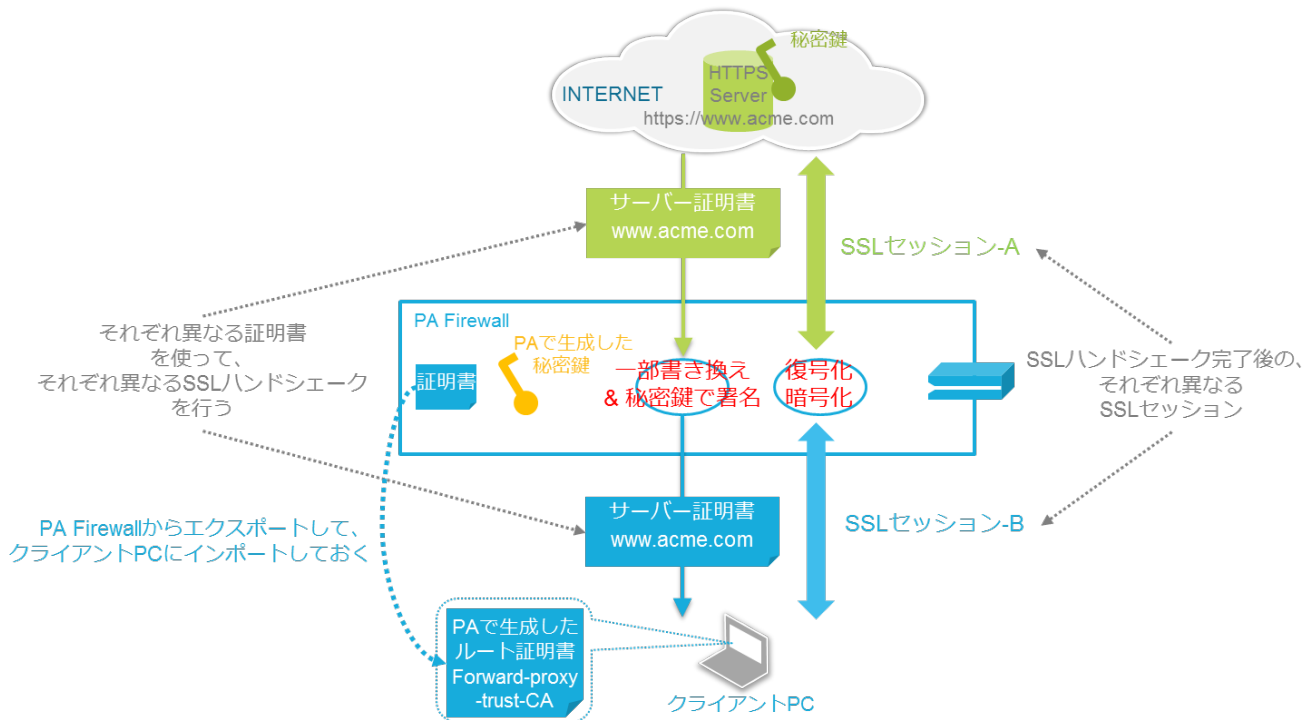 秘密鍵
HTTPS
Server
INTERNET
https://www.acme.com
サーバー証明書
www.acme.com
SSLセッション-A
PA Firewall
証明書
PAで生成した
秘密鍵
一部書き換え
& 秘密鍵で署名
復号化
暗号化
それぞれ異なる証明書
を使って、
それぞれ異なるSSLハンドシェーク
を行う
SSLハンドシェーク完了後の、
それぞれ異なる
SSLセッション
サーバー証明書
www.acme.com
SSLセッション-B
PA Firewallからエクスポートして、
クライアントPCにインポートしておく
PAで生成した
ルート証明書
Forward-proxy
-trust-CA
クライアントPC